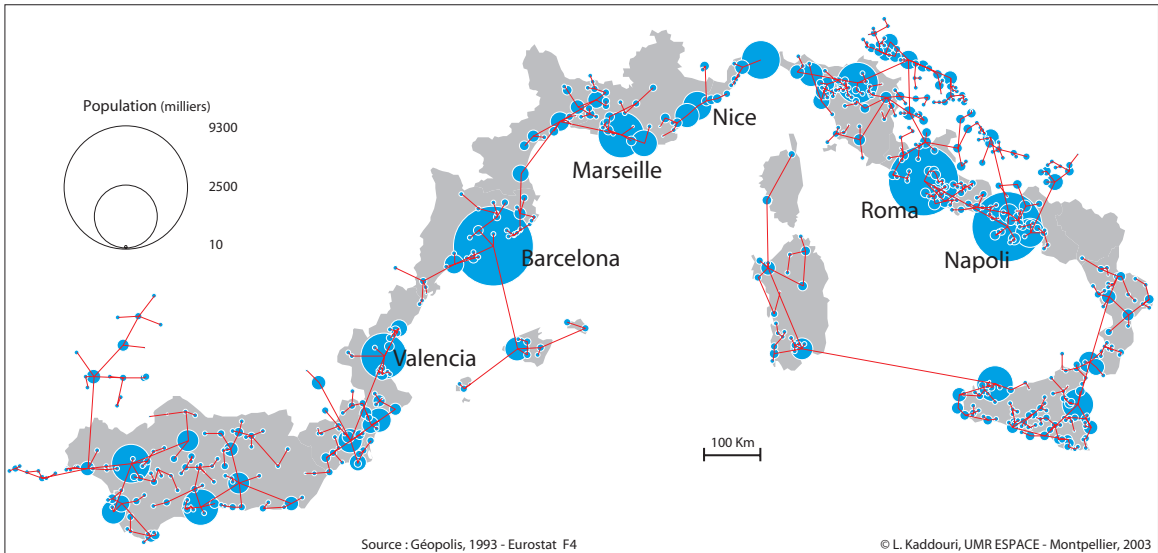 Population (milliers)
9300
2500
10
Nice
Marseille
Roma
Barcelona
Napoli
Valencia
100 Km
Source : Géopolis, 1993 - Eurostat F4
© L. Kaddouri, UMR ESPACE - Montpellier, 2003